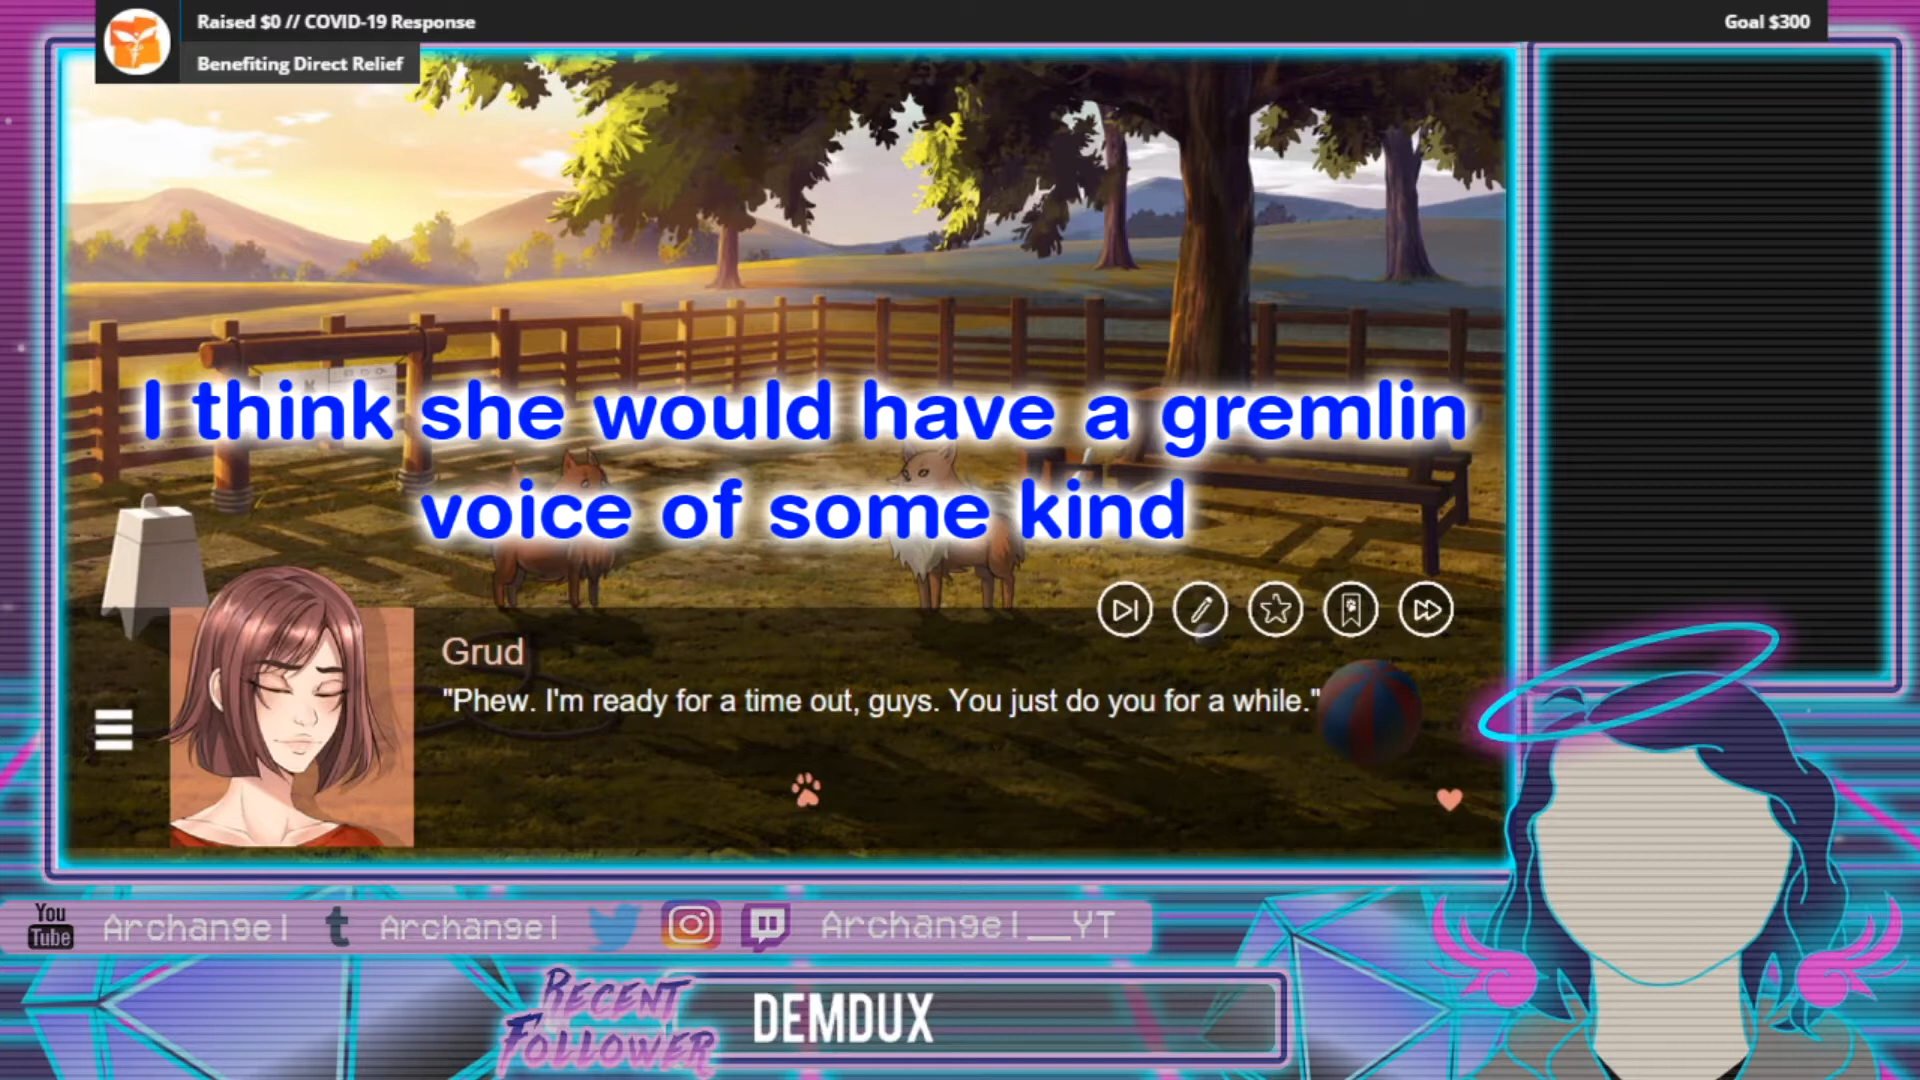 Raised $0 // COVID-19 Response
Goal $300
Benefiting Direct Relief
I think she would have a gremlin
voice of some kind
Grud
"Phew. I'm ready for a time out, guys. You just do you for a while."
You
Tube
Archangel
t
Archangel
Archangel__YT
RECENT
FOLLOWER
DEMDUX